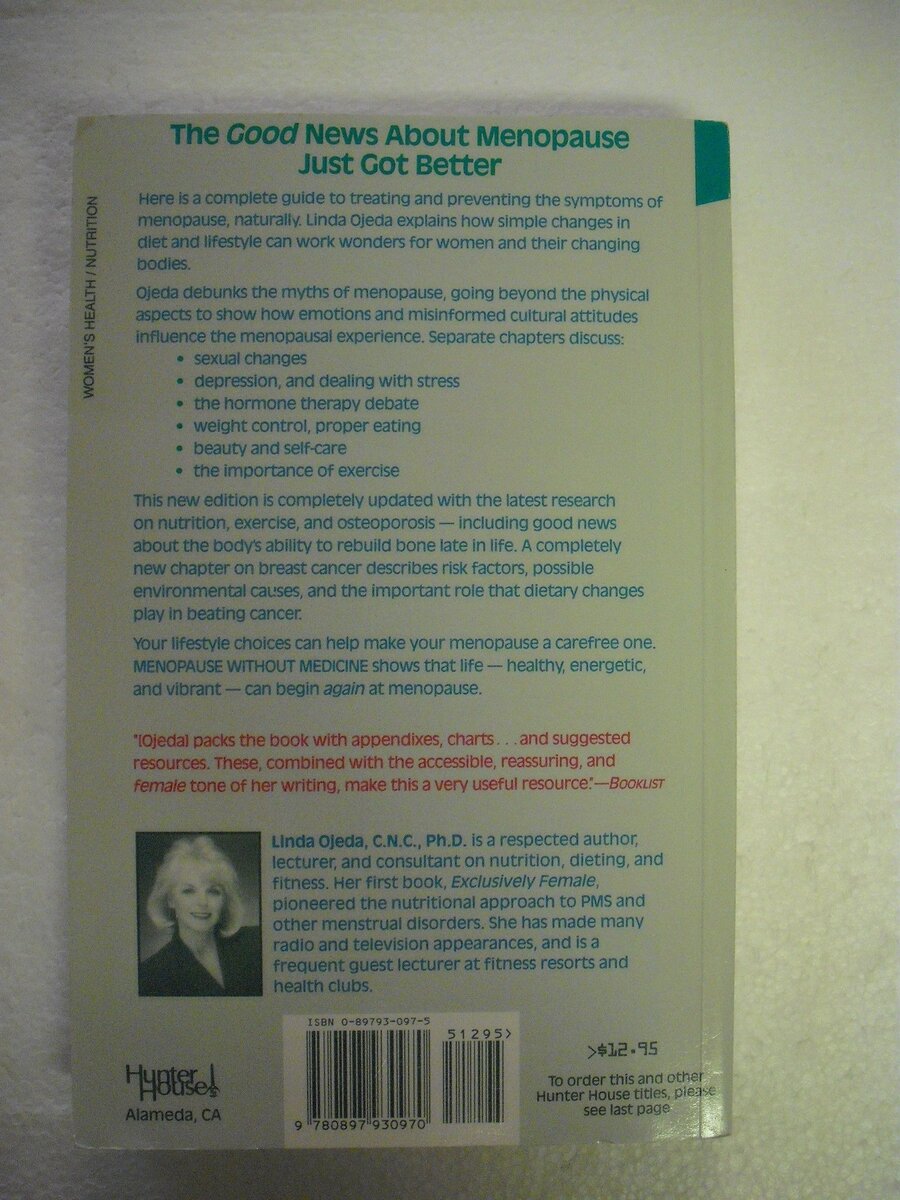 The Good News About Menopause
Just Got Better
WOMEN'S HEALTH / NUTRITION
Here is a complete guide to treating and preventing the symptoms of
menopause, naturally. Linda Ojeda explains how simple changes in
diet and lifestyle can work wonders for women and their changing
bodies.
Ojeda debunks the myths of menopause, going beyond the physical
aspects to show how emotions and misinformed cultural attitudes
influence the menopausal experience. Separate chapters discuss:
• sexual changes
• depression, and dealing with stress
• the hormone therapy debate
• weight control, proper eating
• beauty and self-care
• the importance of exercise
This new edition is completely updated with the latest research
on nutrition, exercise, and osteoporosis — including good news
about the body's ability to rebuild bone late in life. A completely
new chapter on breast cancer describes risk factors, possible
environmental causes, and the important role that dietary changes
play in beating cancer.
Your lifestyle choices can help make your menopause a carefree one.
MENOPAUSE WITHOUT MEDICINE shows that life — healthy, energetic,
and vibrant — can begin again at menopause.
"[Ojeda] packs the book with appendixes, charts . . . and suggested
resources. These, combined with the accessible, reassuring, and
female tone of her writing, make this a very useful resource."—BOOKLIST
Linda Ojeda, C.N.C., Ph.D. is a respected author,
lecturer, and consultant on nutrition, dieting, and
fitness. Her first book, Exclusively Female,
pioneered the nutritional approach to PMS and
other menstrual disorders. She has made many
radio and television appearances, and is a
frequent guest lecturer at fitness resorts and
health clubs.
ISBN 0-89793-097-5
51295>
9 780897 930970
>$12.95
Hunter
House
Alameda, CA
To order this and other
Hunter House titles, please
see last page